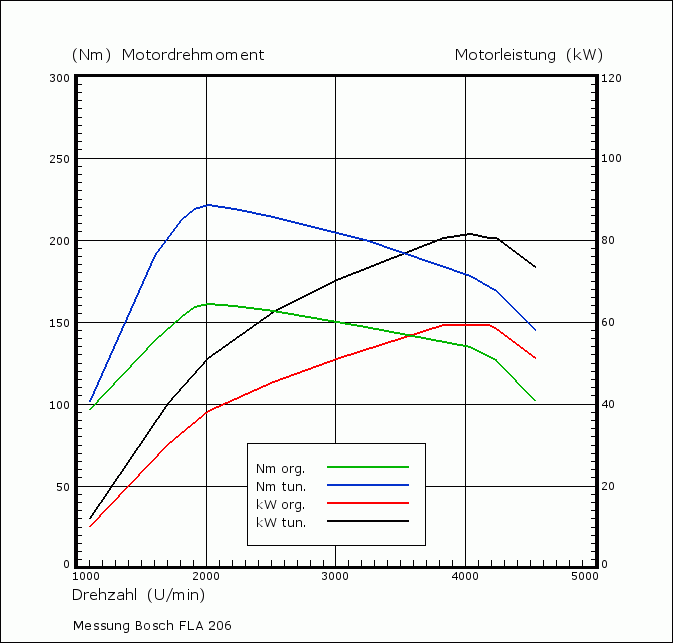 (Nm) Motordrehmoment Motorleistung (kW)
300 120
250 100
200 80
150 60
100 40
50 20
0 0
Nm org.
Nm tun.
kW org.
kW tun.
1000 2000 3000 4000 5000
Drehzahl (U/min)
Messung Bosch FLA 206